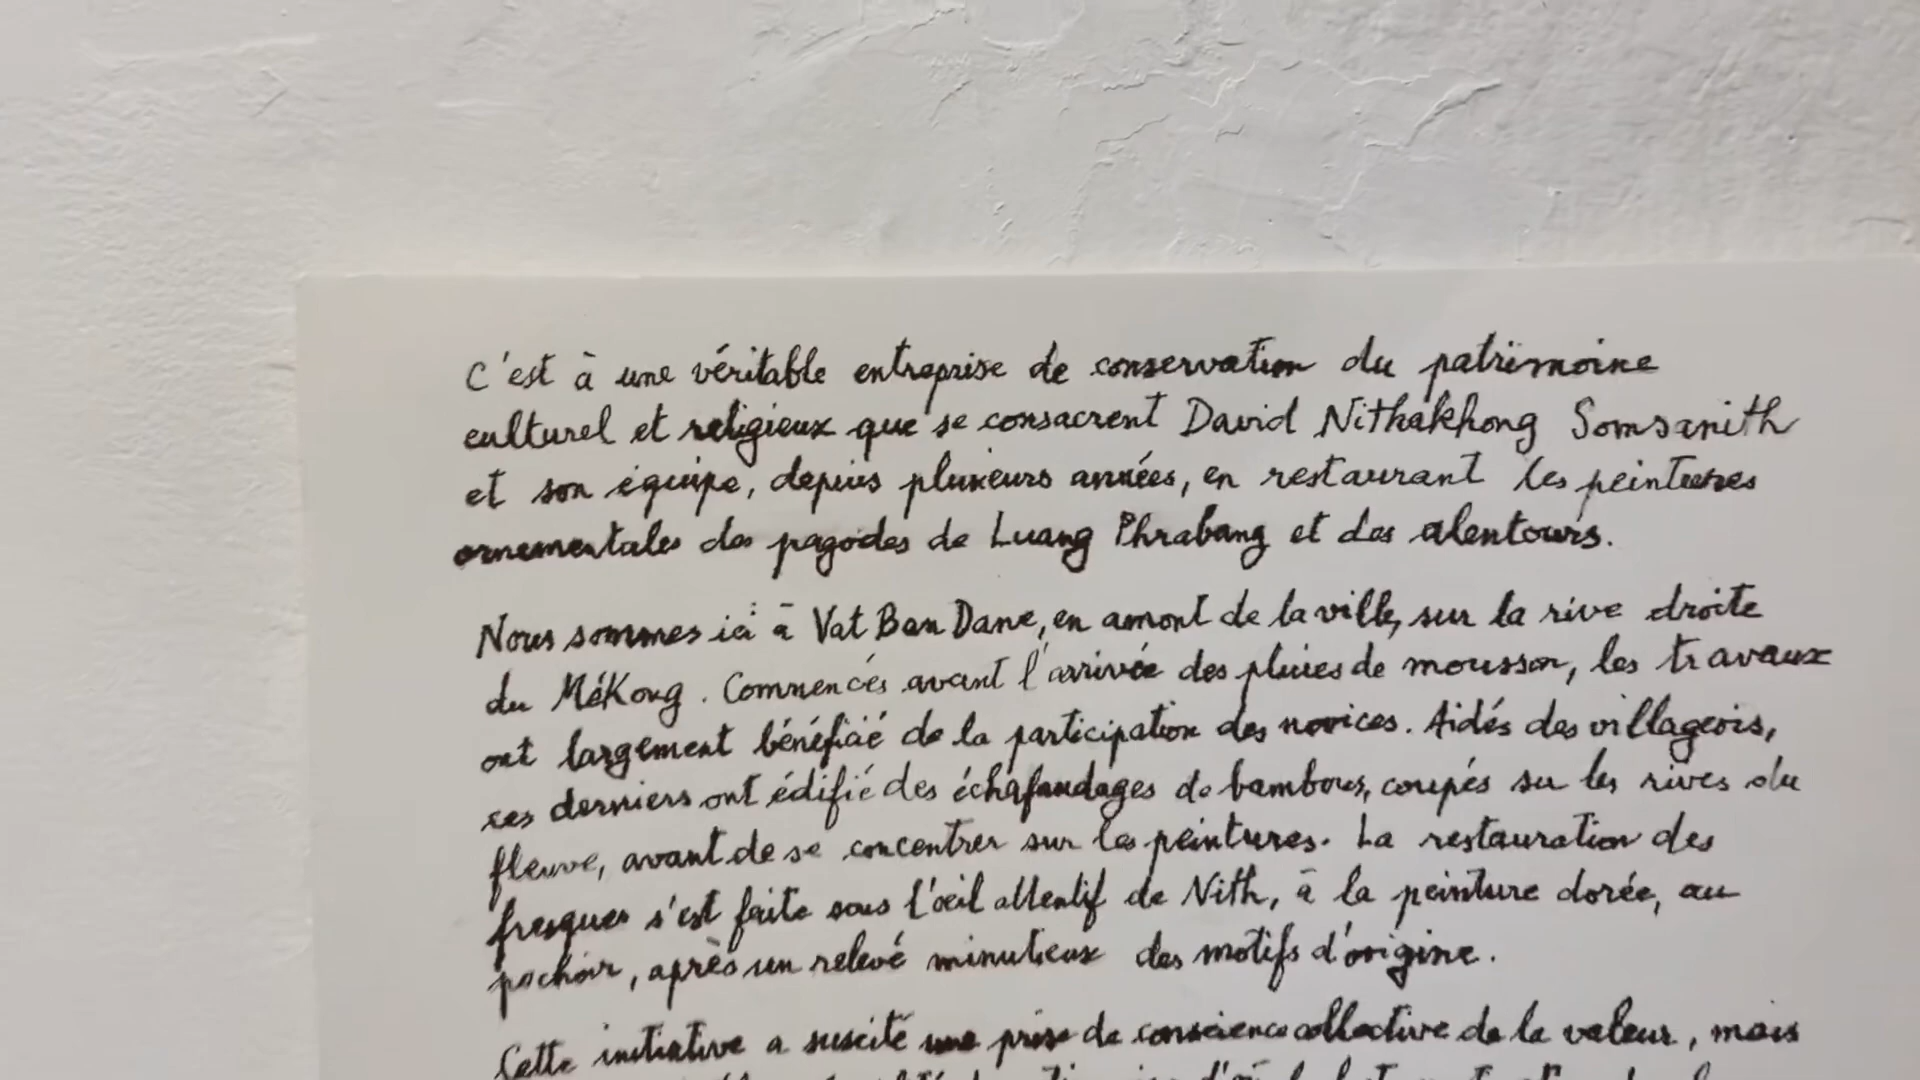 C'est à une véritable entreprise de conservation du patrimoine
culturel et religieux que se consacrent David Nithakhong Somsanith
et son équipe, depuis plusieurs années, en restaurant les peintures
ornementales des pagodes de Luang Phrabang et des alentours.
Nous sommes ici à Vat Ban Dane, en amont de la ville, sur la rive droite
du MéKong. Commencés avant l'arrivée des pluies de mousson, les travaux
ont largement bénéficié de la participation des novices. Aidés des villageois,
ces derniers ont édifié des échafaudages de bambous, coupés su les rives du
fleuve, avant de se concentrer sur les peintures. La restauration des
fresques s'est faite sous l'œil attentif de Nith, à la peinture dorée, au
pochoir, après un relevé minutieux des motifs d'origine.
Cette initiative a suscité une prise de conscience collective de la valeur, mais